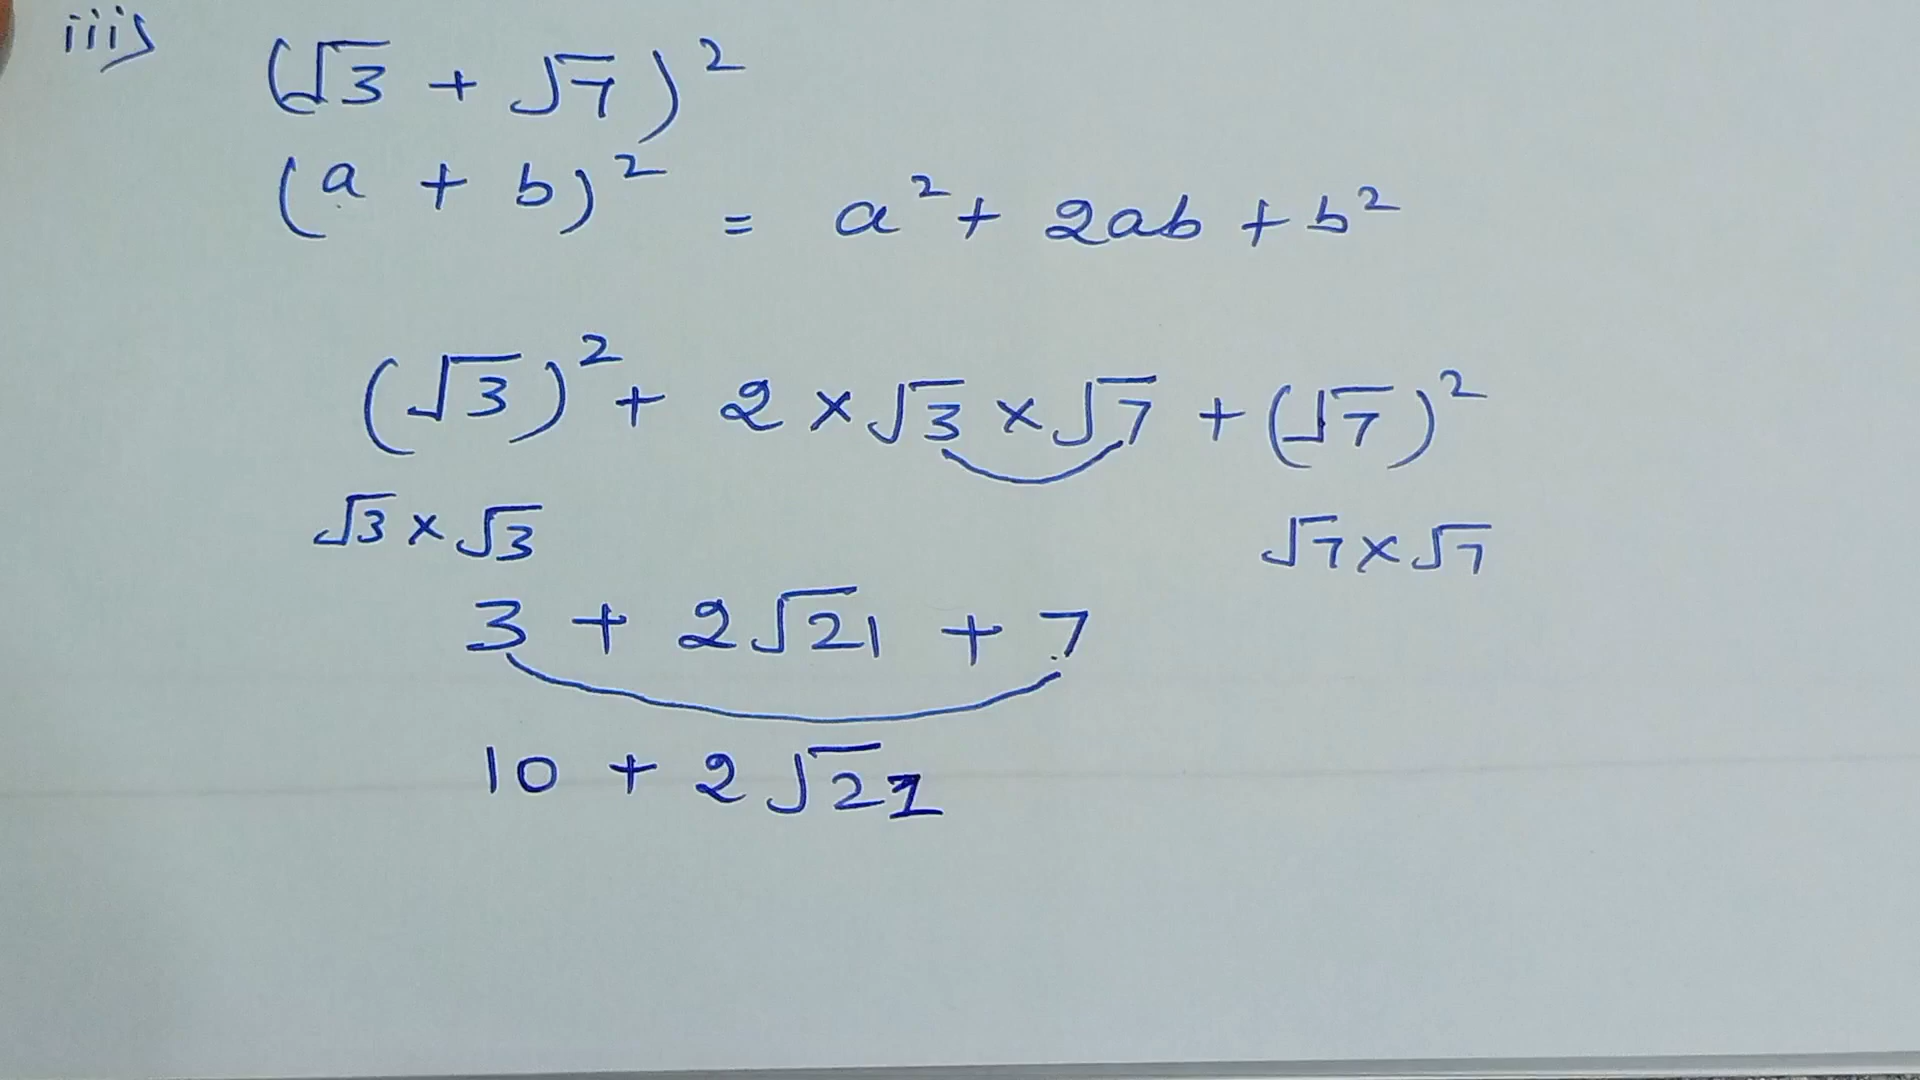 iii)
(√3 + √7)²
(a + b)² = a² + 2ab + b²
(√3)² + 2 × √3 × √7 + (√7)²
√3 × √3 √7 × √7
3 + 2√21 + 7
10 + 2√21